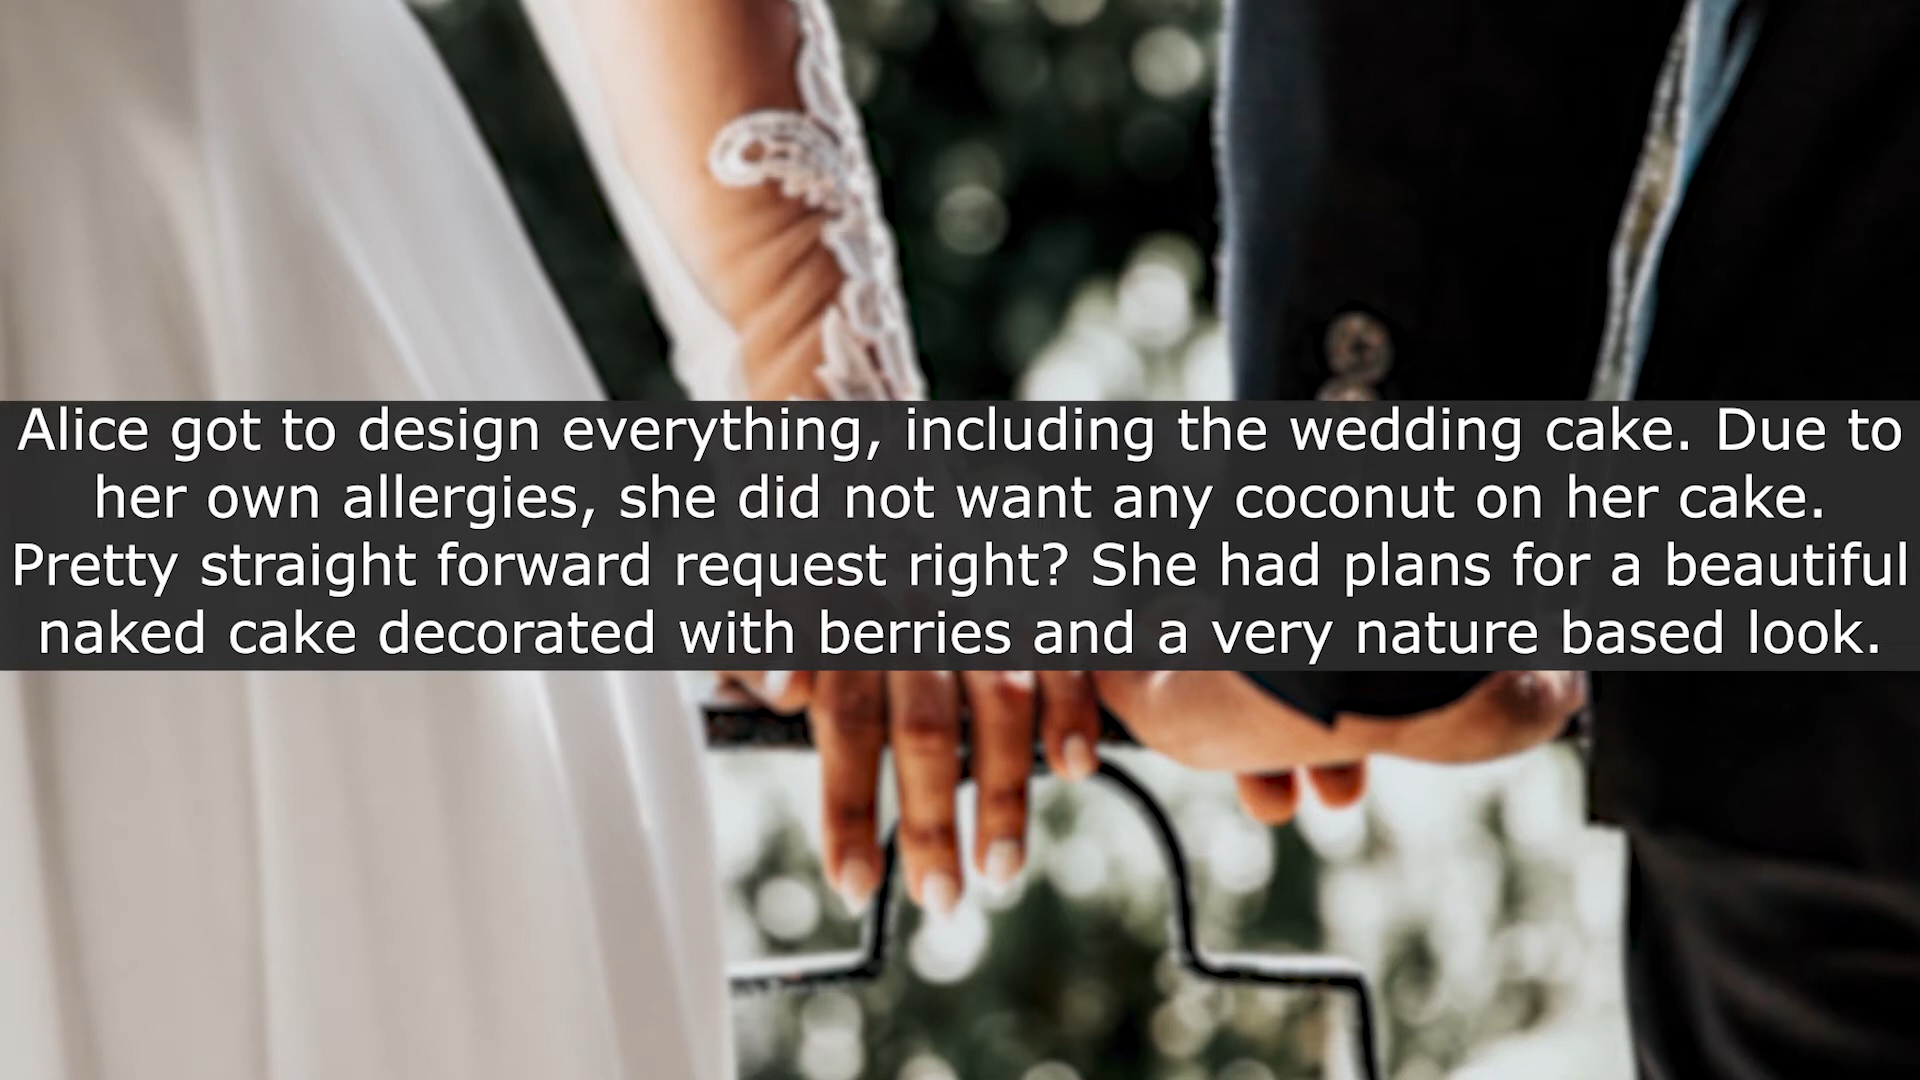 Alice got to design everything, including the wedding cake. Due to
her own allergies, she did not want any coconut on her cake.
Pretty straight forward request right? She had plans for a beautiful
naked cake decorated with berries and a very nature based look.